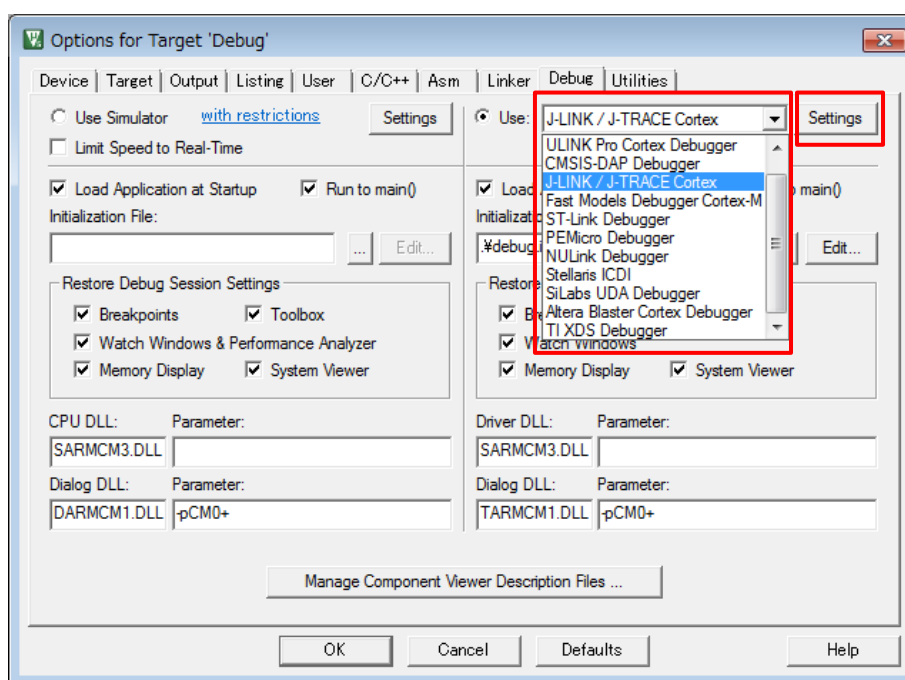 Options for Target 'Debug'
Device Target Output Listing User C/C++ Asm Linker Debug Utilities
Use Simulator with restrictions Settings
Limit Speed to Real-Time
Load Application at Startup Run to main()
Initialization File:
... Edit...
Restore Debug Session Settings
Breakpoints Toolbox
Watch Windows & Performance Analyzer
Memory Display System Viewer
CPU DLL: Parameter:
SARMCM3.DLL
Dialog DLL: Parameter:
DARMCM1.DLL -pCM0+
Use: J-LINK / J-TRACE Cortex Settings
ULINK Pro Cortex Debugger
CMSIS-DAP Debugger
J-LINK / J-TRACE Cortex
Fast Models Debugger Cortex-M
ST-Link Debugger
PEMicro Debugger
NULink Debugger
Stellaris ICDI
SiLabs UDA Debugger
Altera Blaster Cortex Debugger
TI XDS Debugger
Load main()
Edit...
Restore
Watch Windows
Memory Display System Viewer
Driver DLL: Parameter:
SARMCM3.DLL
Dialog DLL: Parameter:
TARMCM1.DLL -pCM0+
Manage Component Viewer Description Files ...
OK Cancel Defaults Help